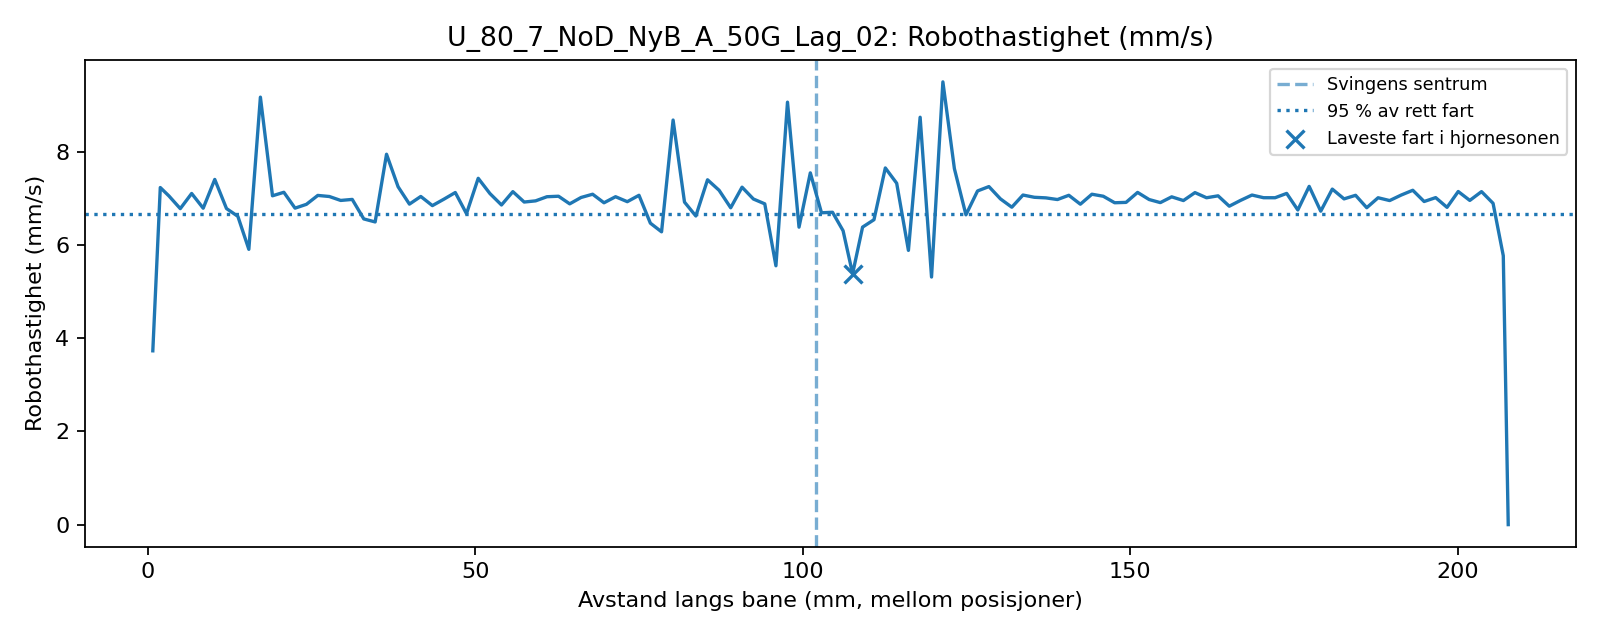 U_80_7_NoD_NyB_A_50G_Lag_02: Robothastighet (mm/s)
Svingens sentrum
95 % av rett fart
Laveste fart i hjornesonen
Robothastighet (mm/s)
8
6
4
2
0
0 50 100 150 200
Avstand langs bane (mm, mellom posisjoner)